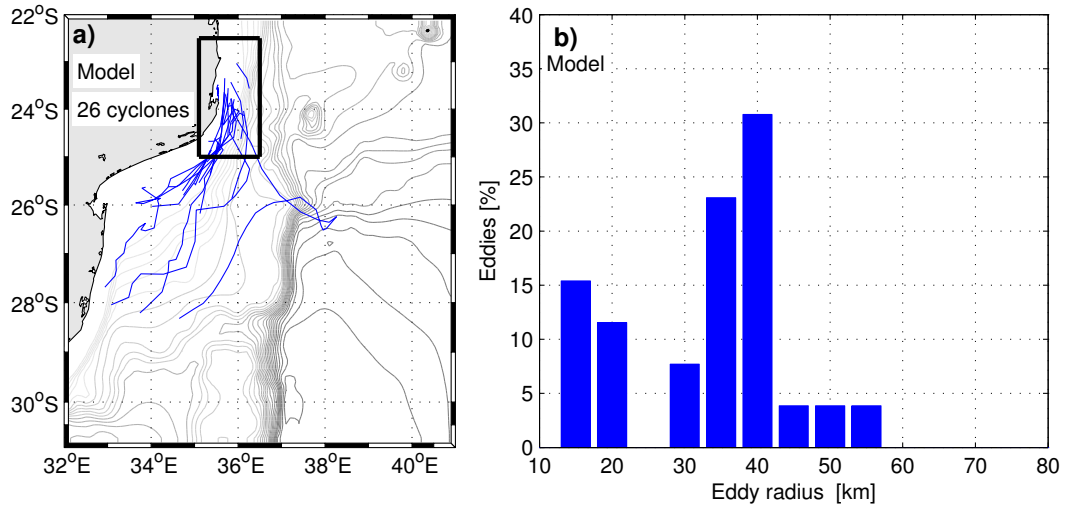 a)
Model
26 cyclones
22°S
24°S
26°S
28°S
30°S
32°E
34°E
36°E
38°E
40°E
b)
Model
Eddies [%]
40
35
30
25
20
15
10
5
0
10 20 30 40 50 60 70 80
Eddy radius [km]